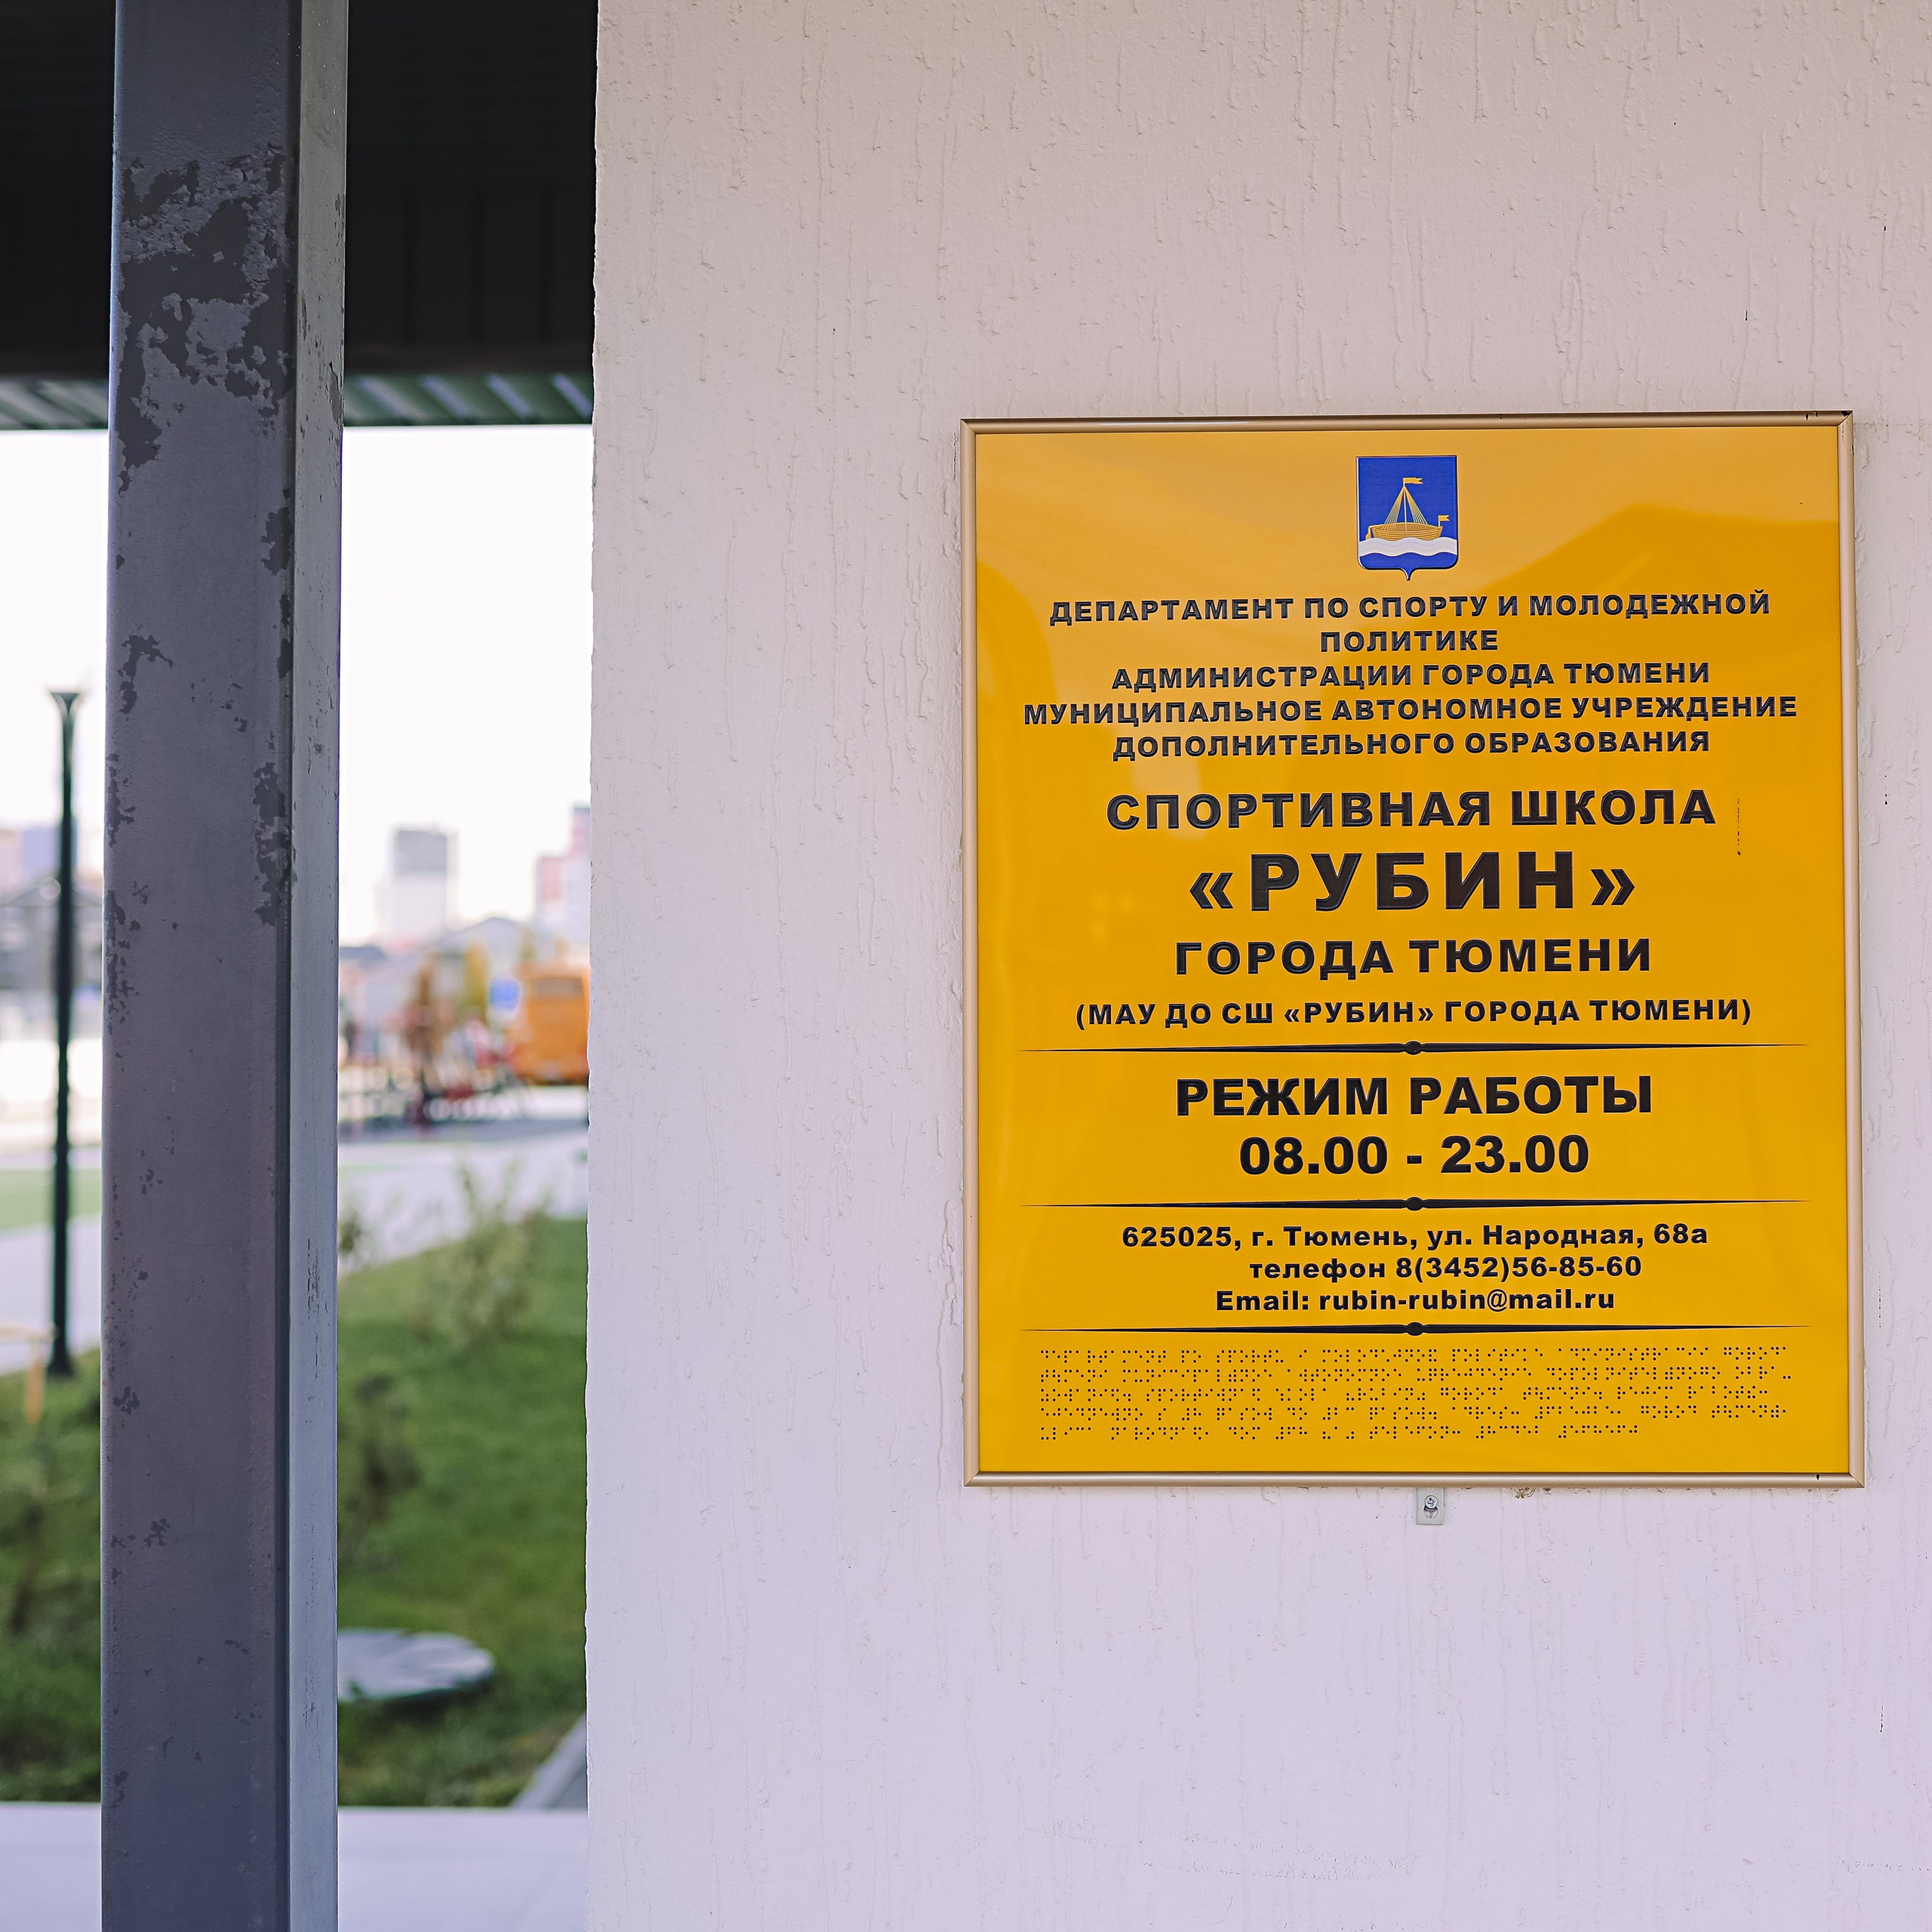 ДЕПАРТАМЕНТ ПО СПОРТУ И МОЛОДЕЖНОЙ
ПОЛИТИКЕ
АДМИНИСТРАЦИИ ГОРОДА ТЮМЕНИ
МУНИЦИПАЛЬНОЕ АВТОНОМНОЕ УЧРЕЖДЕНИЕ
ДОПОЛНИТЕЛЬНОГО ОБРАЗОВАНИЯ
СПОРТИВНАЯ ШКОЛА
«РУБИН»
ГОРОДА ТЮМЕНИ
(МАУ ДО СШ «РУБИН» ГОРОДА ТЮМЕНИ)
РЕЖИМ РАБОТЫ
08.00 - 23.00
625025, г. Тюмень, ул. Народная, 68а
телефон 8(3452)56-85-60
Email: rubin-rubin@mail.ru